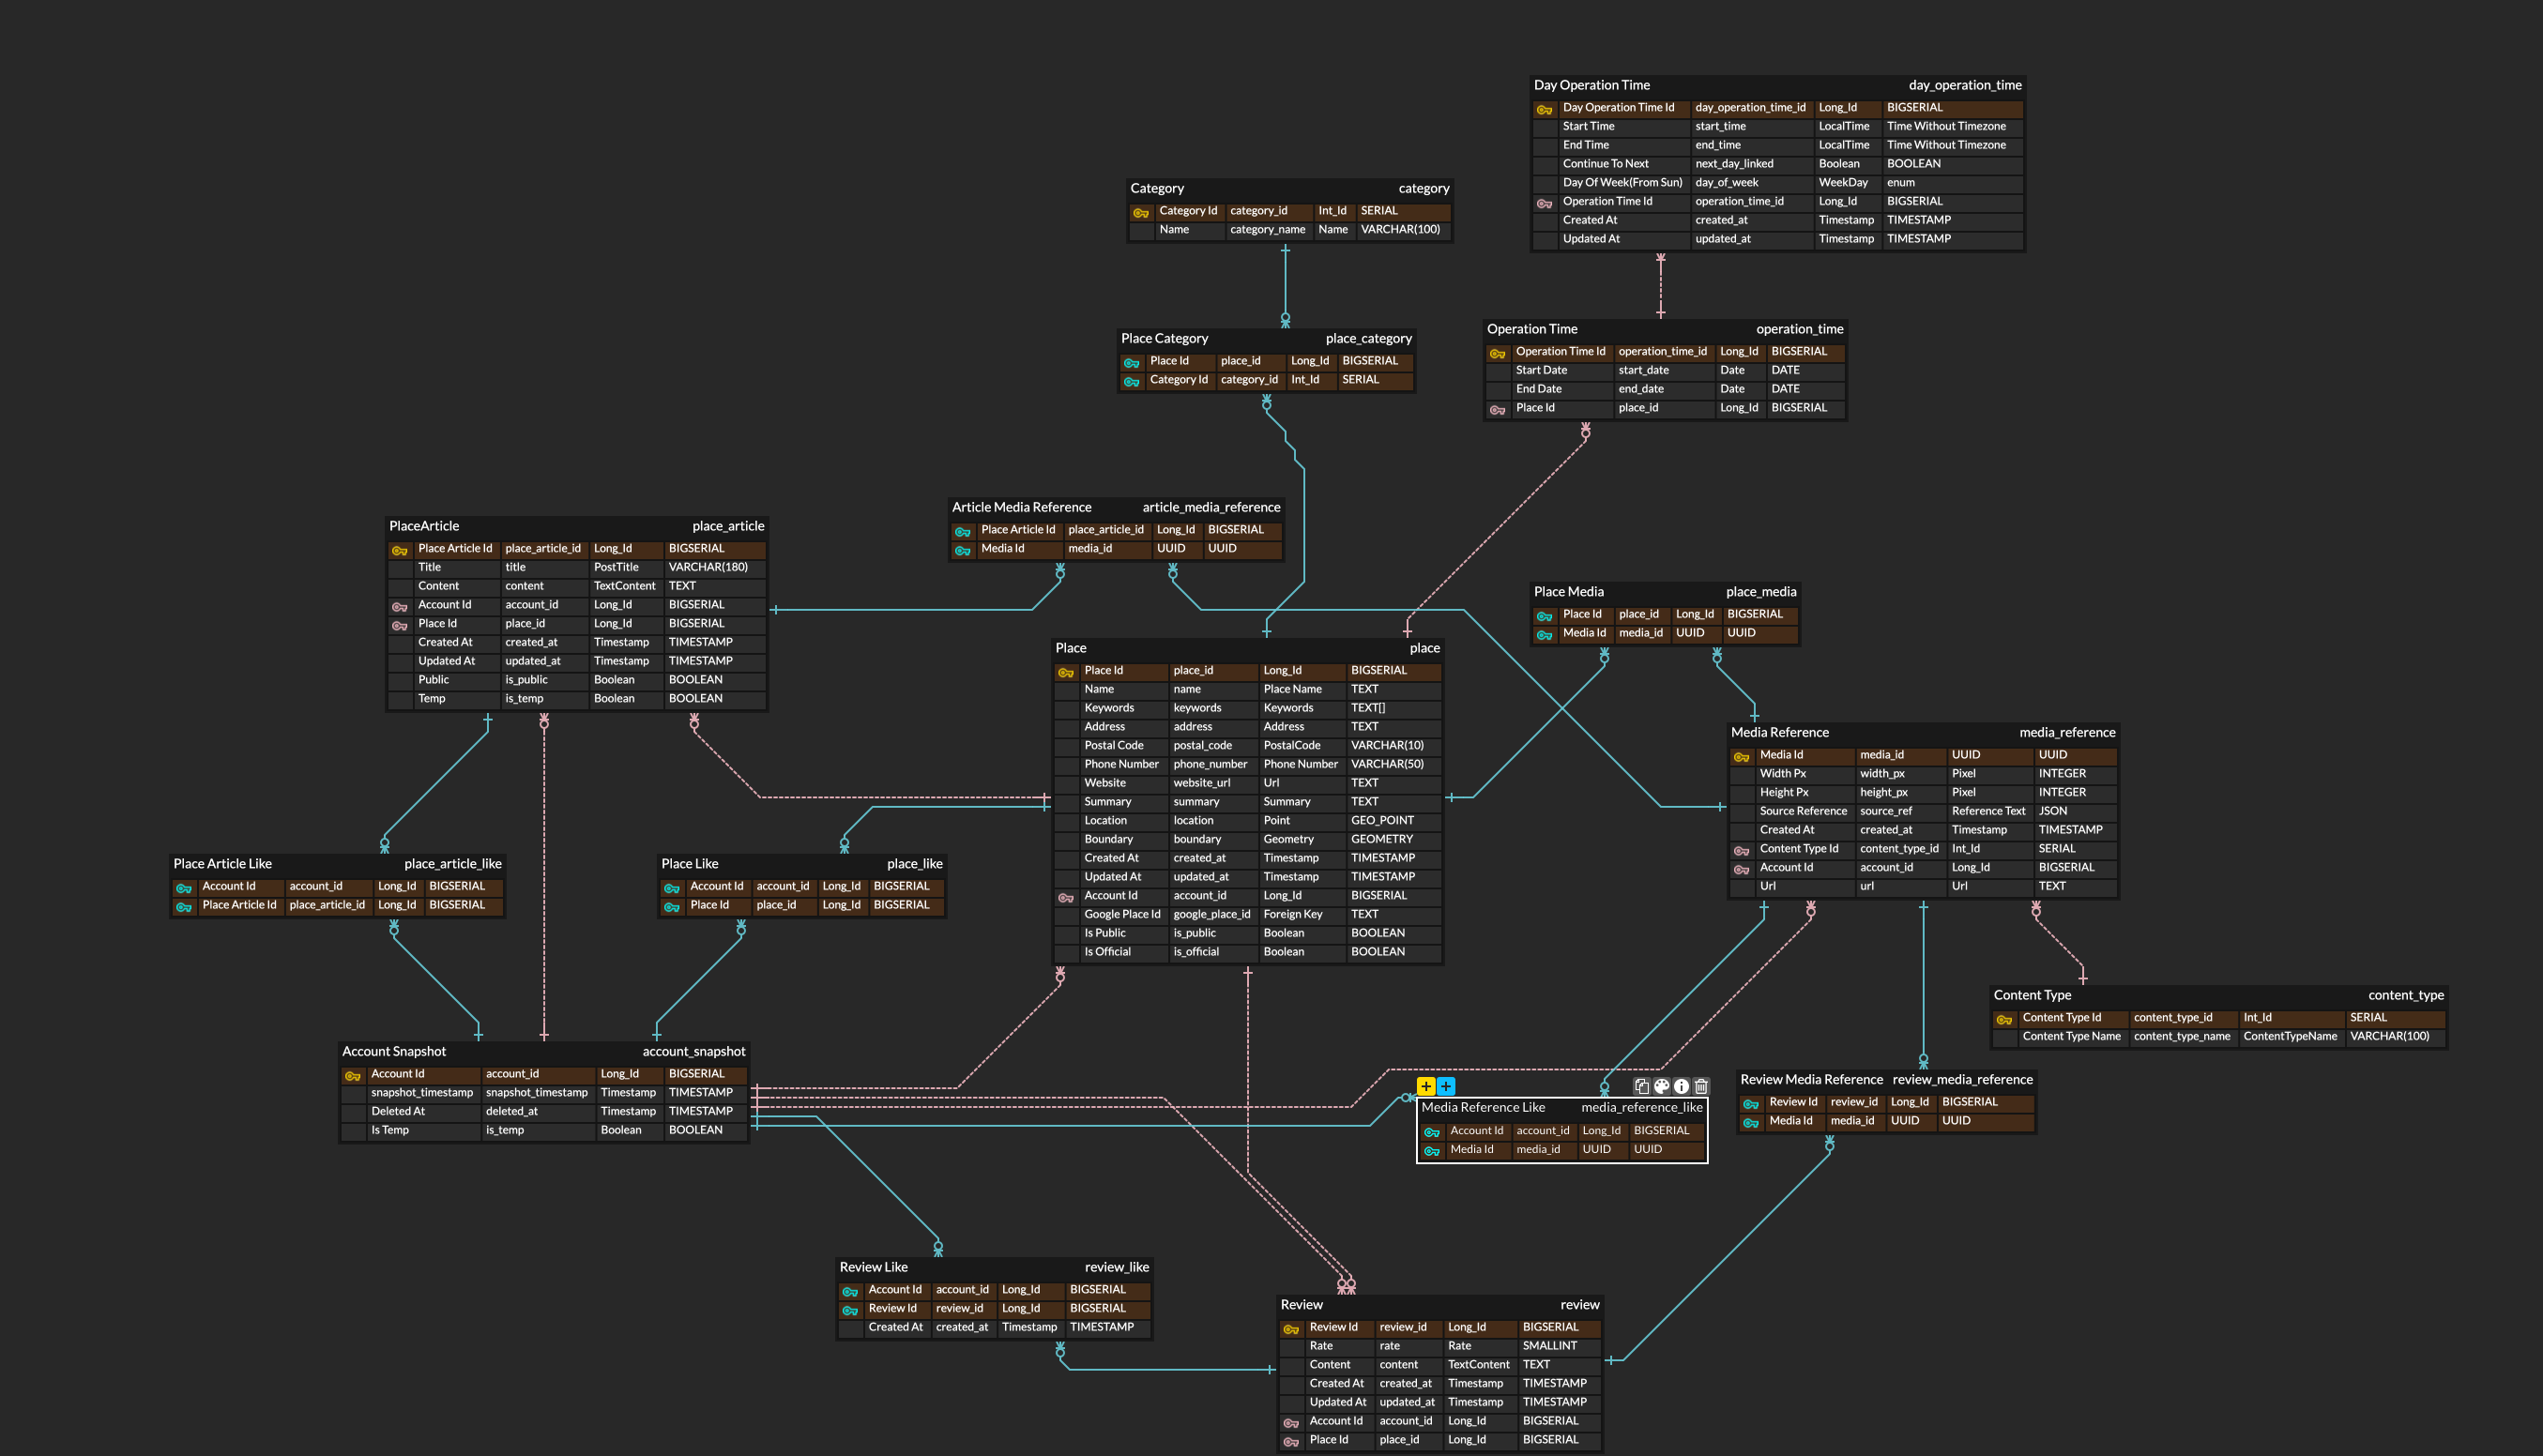 Day Operation Time day_operation_time
Day Operation Time Id day_operation_time_id Long_Id BIGSERIAL
Start Time start_time LocalTime Time Without Timezone
End Time end_time LocalTime Time Without Timezone
Continue To Next next_day_linked Boolean BOOLEAN
Day Of Week(From Sun) day_of_week WeekDay enum
Operation Time Id operation_time_id Long_Id BIGSERIAL
Created At created_at Timestamp TIMESTAMP
Updated At updated_at Timestamp TIMESTAMP
Category category
Category Id category_id Int_Id SERIAL
Name category_name Name VARCHAR(100)
Place Category place_category
Place Id place_id Long_Id BIGSERIAL
Category Id category_id Int_Id SERIAL
Operation Time operation_time
Operation Time Id operation_time_id Long_Id BIGSERIAL
Start Date start_date Date DATE
End Date end_date Date DATE
Place Id place_id Long_Id BIGSERIAL
Article Media Reference article_media_reference
Place Article Id place_article_id Long_Id BIGSERIAL
Media Id media_id UUID UUID
PlaceArticle place_article
Place Article Id place_article_id Long_Id BIGSERIAL
Title title PostTitle VARCHAR(180)
Content content TextContent TEXT
Account Id account_id Long_Id BIGSERIAL
Place Id place_id Long_Id BIGSERIAL
Created At created_at Timestamp TIMESTAMP
Updated At updated_at Timestamp TIMESTAMP
Public is_public Boolean BOOLEAN
Temp is_temp Boolean BOOLEAN
Place Media place_media
Place Id place_id Long_Id BIGSERIAL
Media Id media_id UUID UUID
Place place
Place Id place_id Long_Id BIGSERIAL
Name name Place Name TEXT
Keywords keywords Keywords TEXT[]
Address address Address TEXT
Postal Code postal_code PostalCode VARCHAR(10)
Phone Number phone_number Phone Number VARCHAR(50)
Website website_url Url TEXT
Summary summary Summary TEXT
Location location Point GEO_POINT
Boundary boundary Geometry GEOMETRY
Created At created_at Timestamp TIMESTAMP
Updated At updated_at Timestamp TIMESTAMP
Account Id account_id Long_Id BIGSERIAL
Google Place Id google_place_id Foreign Key TEXT
Is Public is_public Boolean BOOLEAN
Is Official is_official Boolean BOOLEAN
Media Reference media_reference
Media Id media_id UUID UUID
Width Px width_px Pixel INTEGER
Height Px height_px Pixel INTEGER
Source Reference source_ref Reference Text JSON
Created At created_at Timestamp TIMESTAMP
Content Type Id content_type_id Int_Id SERIAL
Account Id account_id Long_Id BIGSERIAL
Url url Url TEXT
Place Article Like place_article_like
Account Id account_id Long_Id BIGSERIAL
Place Article Id place_article_id Long_Id BIGSERIAL
Place Like place_like
Account Id account_id Long_Id BIGSERIAL
Place Id place_id Long_Id BIGSERIAL
Content Type content_type
Content Type Id content_type_id Int_Id SERIAL
Content Type Name content_type_name ContentTypeName VARCHAR(100)
Account Snapshot account_snapshot
Account Id account_id Long_Id BIGSERIAL
snapshot_timestamp snapshot_timestamp Timestamp TIMESTAMP
Deleted At deleted_at Timestamp TIMESTAMP
Is Temp is_temp Boolean BOOLEAN
Media Reference Like media_reference_like
Account Id account_id Long_Id BIGSERIAL
Media Id media_id UUID UUID
Review Media Reference review_media_reference
Review Id review_id Long_Id BIGSERIAL
Media Id media_id UUID UUID
Review Like review_like
Account Id account_id Long_Id BIGSERIAL
Review Id review_id Long_Id BIGSERIAL
Created At created_at Timestamp TIMESTAMP
Review review
Review Id review_id Long_Id BIGSERIAL
Rate rate Rate SMALLINT
Content content TextContent TEXT
Created At created_at Timestamp TIMESTAMP
Updated At updated_at Timestamp TIMESTAMP
Account Id account_id Long_Id BIGSERIAL
Place Id place_id Long_Id BIGSERIAL